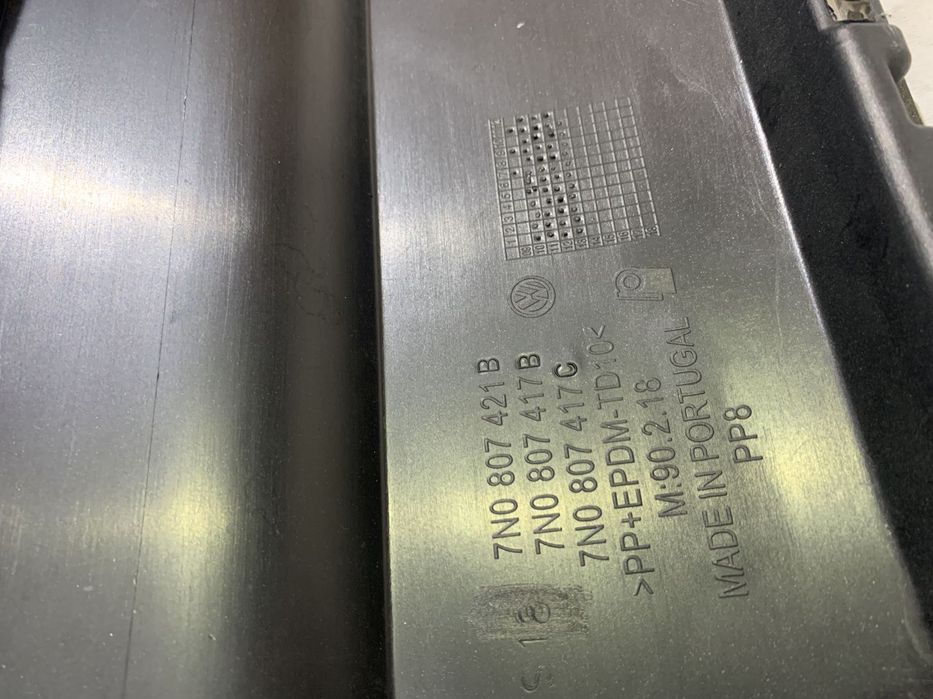 7N0 807 421 B
7N0 807 417 B
7N0 807 417 C
>PP+EPDM-TD10<
M:90.2.18
MADE IN PORTUGAL
PP8